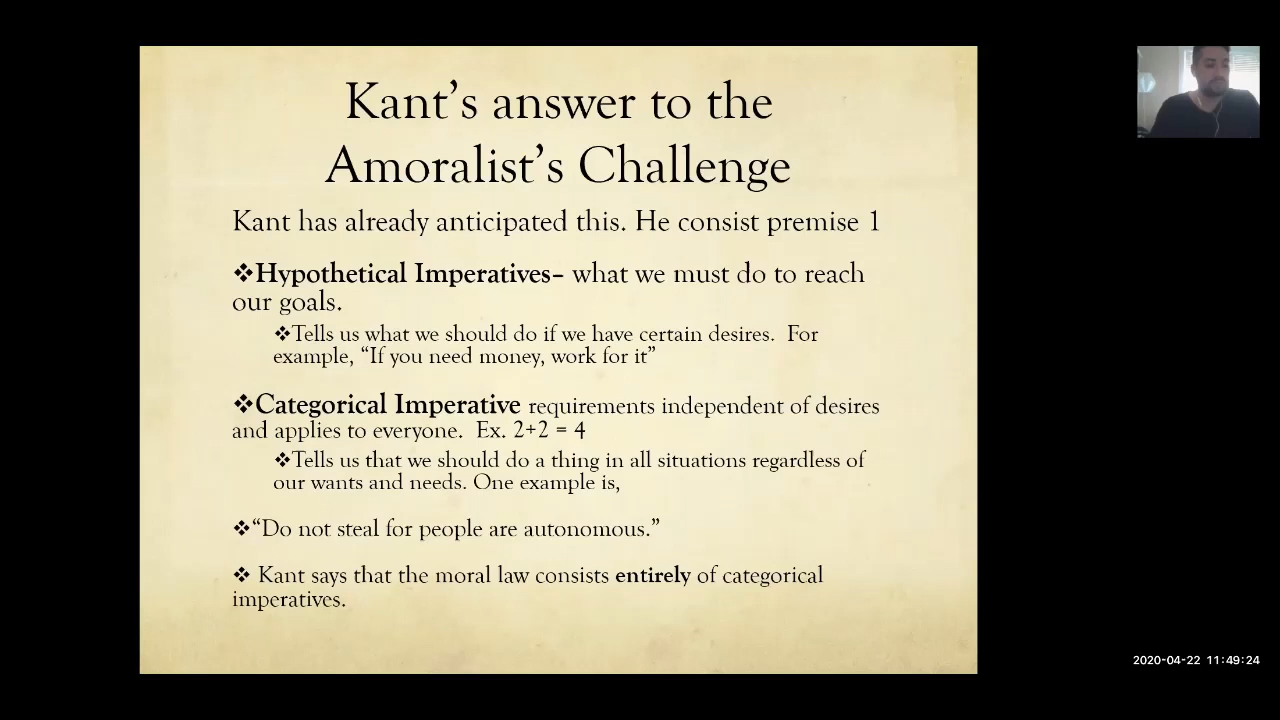 Kant’s answer to the
Amoralist’s Challenge
Kant has already anticipated this. He consist premise 1
❖Hypothetical Imperatives– what we must do to reach
our goals.
❖Tells us what we should do if we have certain desires.  For
example, “If you need money, work for it”
❖Categorical Imperative requirements independent of desires
and applies to everyone.  Ex. 2+2 = 4
❖Tells us that we should do a thing in all situations regardless of
our wants and needs. One example is,
❖“Do not steal for people are autonomous.”
❖ Kant says that the moral law consists entirely of categorical
imperatives.
2020-04-22 11:49:24